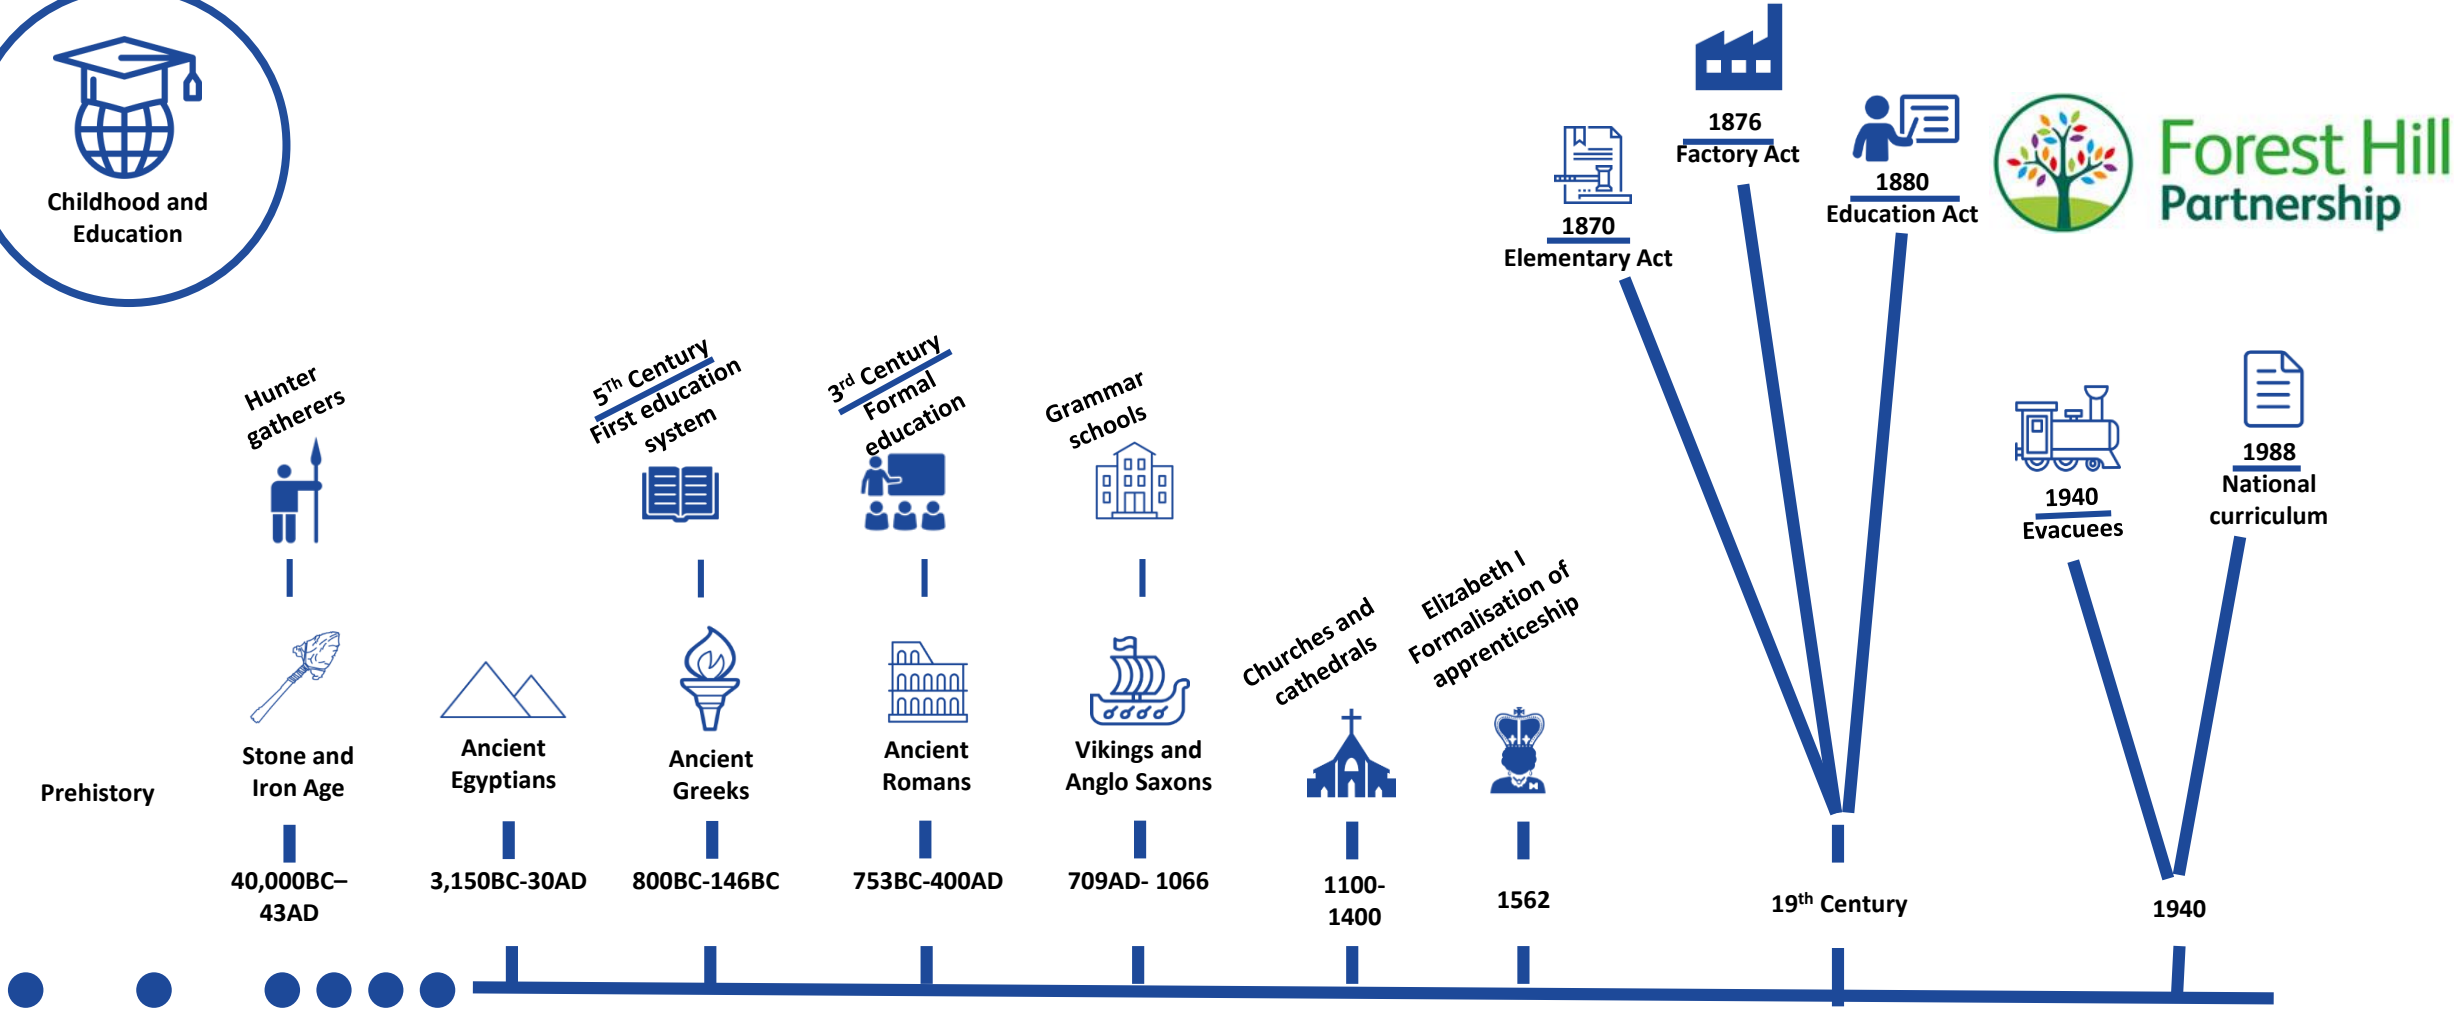 Childhood and
Education
1870
Elementary Act
1876
Factory Act
1880
Education Act
Forest Hill
Partnership
Hunter
gatherers
5Th Century
First education
system
3rd Century
Formal
education
Grammar
schools
Churches and
cathedrals
Elizabeth I
Formalisation of
apprenticeship
1940
Evacuees
1988
National
curriculum
Prehistory
Stone and
Iron Age
Ancient
Egyptians
Ancient
Greeks
Ancient
Romans
Vikings and
Anglo Saxons
40,000BC–
43AD
3,150BC-30AD
800BC-146BC
753BC-400AD
709AD- 1066
1100-
1400
1562
19th Century
1940